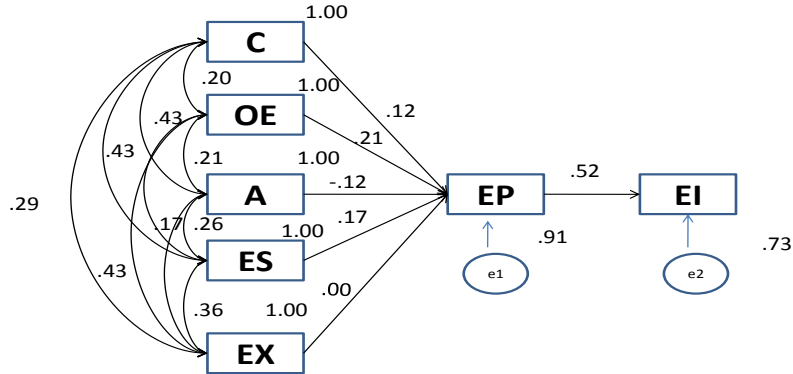 1.00
C
.20
1.00
.12
.43
OE
.21
.43
.21
1.00
A
-.12
EP
.52
EI
.29
.17
.26
1.00
.17
ES
.91
.73
.43
e1
e2
.36
1.00
.00
EX